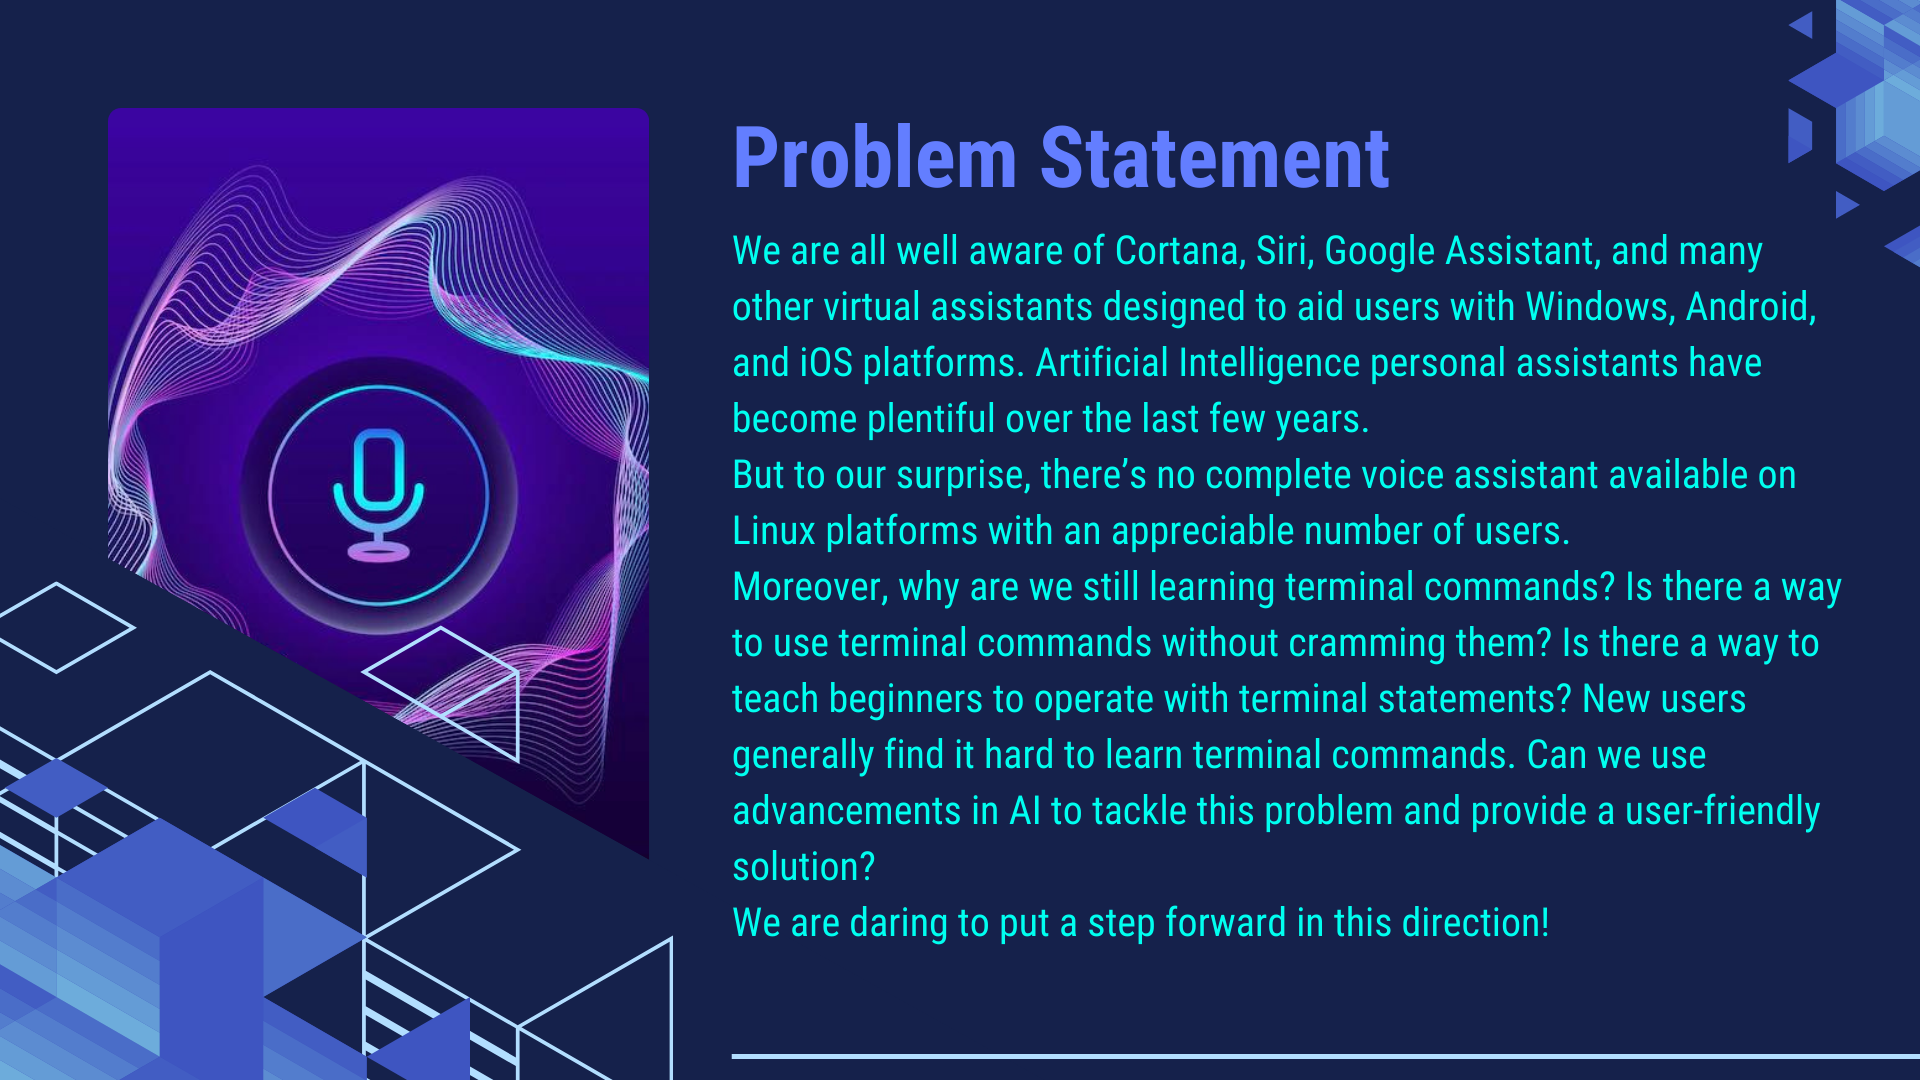 Problem Statement
We are all well aware of Cortana, Siri, Google Assistant, and many
other virtual assistants designed to aid users with Windows, Android,
and iOS platforms. Artificial Intelligence personal assistants have
become plentiful over the last few years.
But to our surprise, there’s no complete voice assistant available on
Linux platforms with an appreciable number of users.
Moreover, why are we still learning terminal commands? Is there a way
to use terminal commands without cramming them? Is there a way to
teach beginners to operate with terminal statements? New users
generally find it hard to learn terminal commands. Can we use
advancements in AI to tackle this problem and provide a user-friendly
solution?
We are daring to put a step forward in this direction!